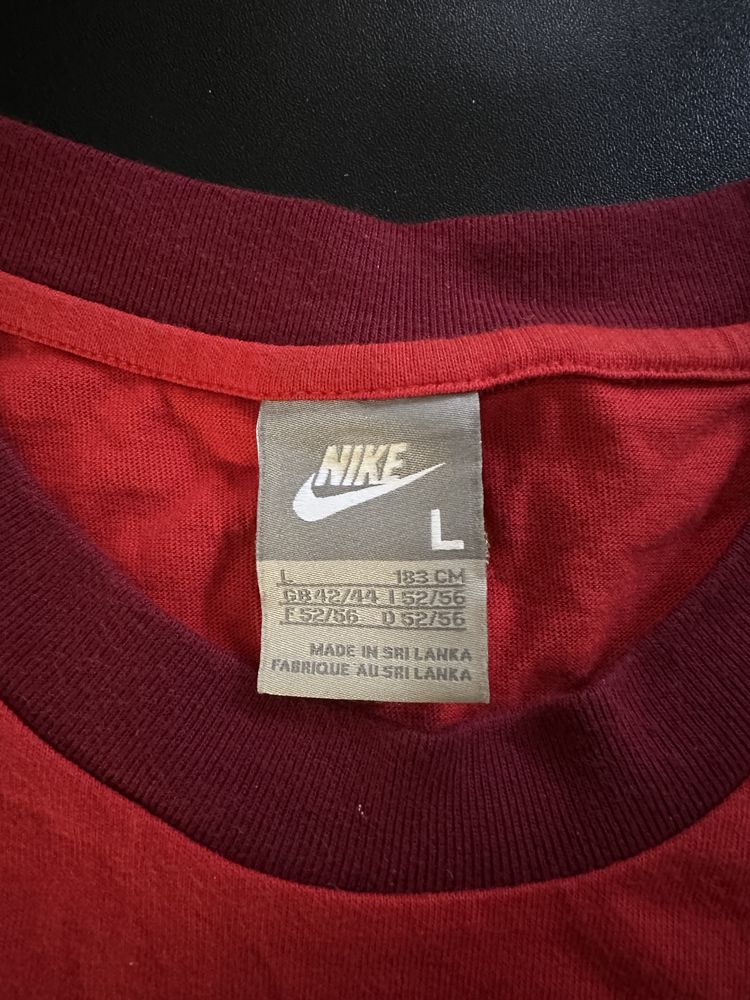 NIKE
L
L 183 CM
GB 42/44 I 52/56
F 52/56 D 52/56
MADE IN SRI LANKA
FABRIQUE AU SRI LANKA